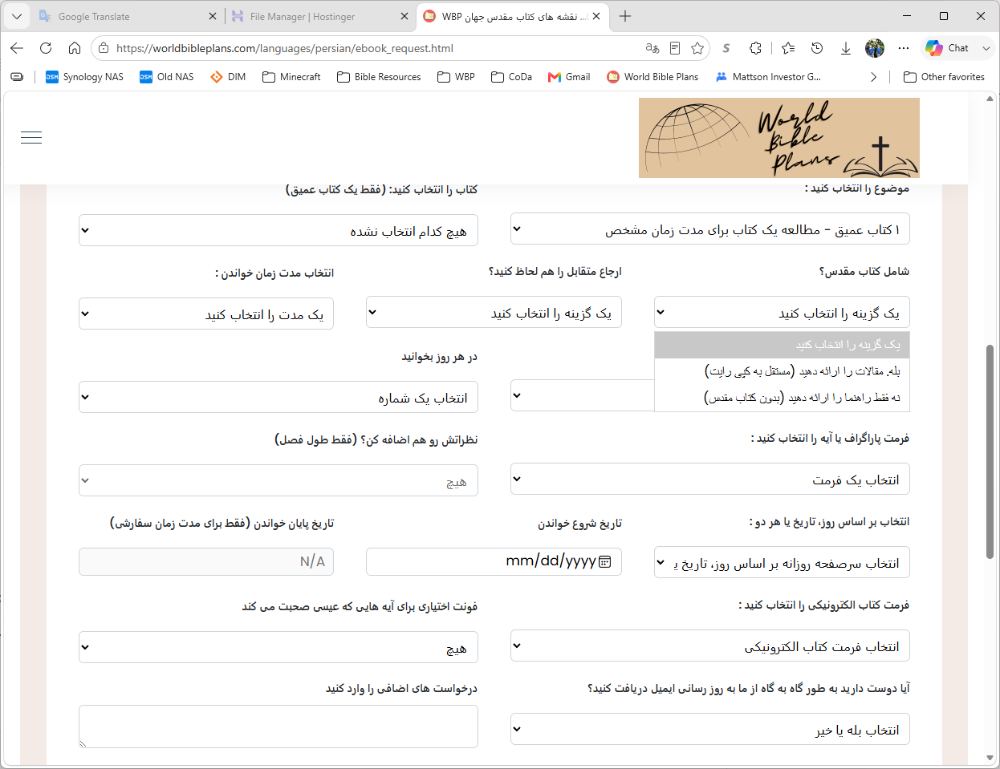 Google Translate
File Manager | Hostinger
WBP نقشه های کتاب مقدس جهان ...
https://worldbibleplans.com/languages/persian/ebook_request.html
Chat
Synology NAS
Old NAS
DIM
Minecraft
Bible Resources
WBP
CoDa
Gmail
World Bible Plans
Mattson Investor G...
Other favorites
World
Bible
Plans
موضوع را انتخاب کنید :
کتاب را انتخاب کنید: (فقط یک کتاب عمیق)
۱ کتاب عمیق - مطالعه یک کتاب برای مدت زمان مشخص
هیچ کدام انتخاب نشده
شامل کتاب مقدس؟
ارجاع متقابل را هم لحاظ کنید؟
انتخاب مدت زمان خواندن :
یک گزینه را انتخاب کنید
یک گزینه را انتخاب کنید
یک مدت را انتخاب کنید
یک گزینه را انتخاب کنید
بله. مقالات را ارائه دهید (مستقل به کپی رایت)
نه فقط راهنما را ارائه دهید (بدون کتاب مقدس)
در هر روز بخوانید
انتخاب یک شماره
فرمت پاراگراف یا آیه را انتخاب کنید :
نظراتش رو هم اضافه کن؟ (فقط طول فصل)
انتخاب یک فرمت
هیچ
انتخاب بر اساس روز، تاریخ یا هر دو :
تاریخ شروع خواندن
تاریخ پایان خواندن (فقط برای مدت زمان سفارشی)
انتخاب سرصفحه روزانه بر اساس روز، تاریخ ی
mm/dd/yyyy
N/A
فرمت کتاب الکترونیکی را انتخاب کنید :
فونت اختیاری برای آیه هایی که عیسی صحبت می کند
انتخاب فرمت کتاب الکترونیکی
هیچ
آیا دوست دارید به طور گاه به گاه از ما به روز رسانی ایمیل دریافت کنید؟
درخواست های اضافی را وارد کنید
انتخاب بله یا خیر